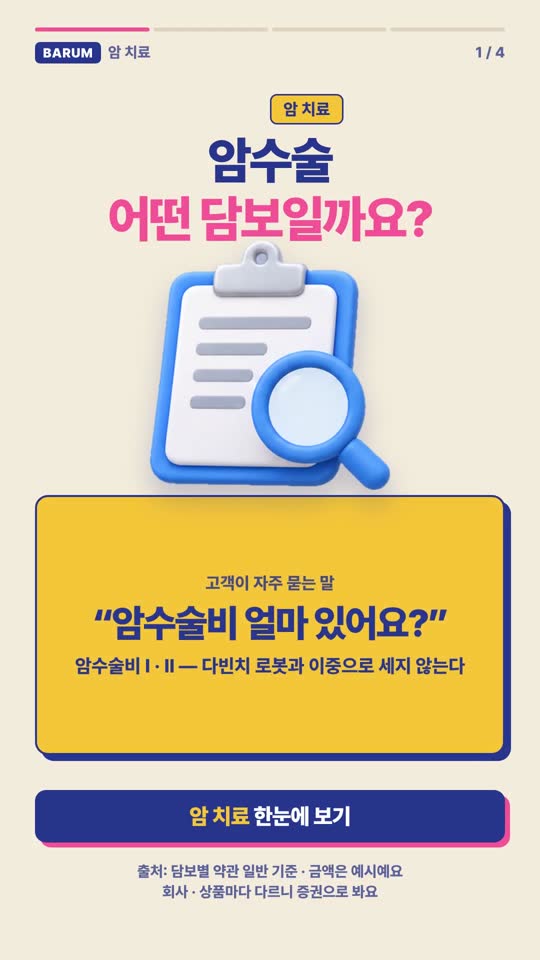 BARUM 암 치료 1 / 4
암 치료
암수술
어떤 담보일까요?
고객이 자주 묻는 말
“암수술비 얼마 있어요?”
암수술비 I · II — 다빈치 로봇과 이중으로 세지 않는다
암 치료 한눈에 보기
출처: 담보별 약관 일반 기준 · 금액은 예시예요
회사 · 상품마다 다르니 증권으로 봐요